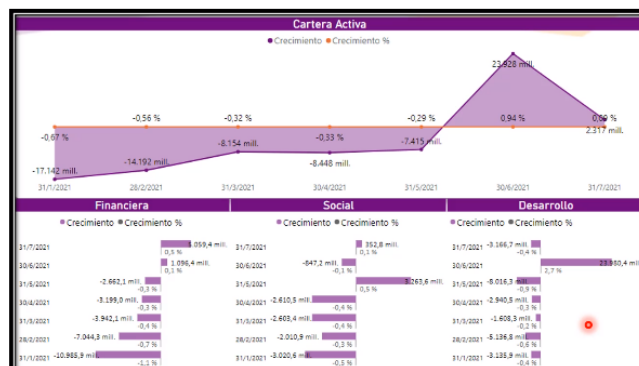 Cartera Activa
Crecimiento Crecimiento %
23.928 mill.
-0,56 % -0,32 % -0,29 % 0,94 %
-0,67 % -0,33 % 2.317 mill.
-7.415 mill.
-8.154 mill.
-8.448 mill.
-14.192 mill.
-17.142 mill.
31/1/2021 28/2/2021 31/3/2021 30/4/2021 31/5/2021 30/6/2021 31/7/2021
Financiera
Crecimiento Crecimiento %
31/7/2021 5.059,4 mill.
0,5 %
30/6/2021 1.096,4 mill.
0,1 %
31/5/2021 -2.662,1 mill.
-0,3 %
30/4/2021 -3.199,0 mill.
-0,3 %
31/3/2021 -3.942,1 mill.
-0,4 %
28/2/2021 -7.044,3 mill.
-0,7 %
31/1/2021 -10.985,9 mill.
-1,1 %
Social
Crecimiento Crecimiento %
31/7/2021 352,8 mill.
0,1 %
30/6/2021 -847,2 mill.
-0,1 %
31/5/2021 3.263,6 mill.
0,5 %
30/4/2021 -2.610,5 mill.
-0,4 %
31/3/2021 -2.603,4 mill.
-0,4 %
28/2/2021 -2.010,9 mill.
-0,3 %
31/1/2021 -3.020,6 mill.
-0,5 %
Desarrollo
Crecimiento Crecimiento %
31/7/2021 -3.166,7 mill.
-0,4 %
30/6/2021
2,7 %
31/5/2021 -8.016,3 mill.
-0,9 %
30/4/2021 -2.940,5 mill.
-0,3 %
31/3/2021 -1.608,3 mill.
-0,2 %
28/2/2021 -5.136,8 mill.
-0,6 %
31/1/2021 -3.135,9 mill.
-0,4 %